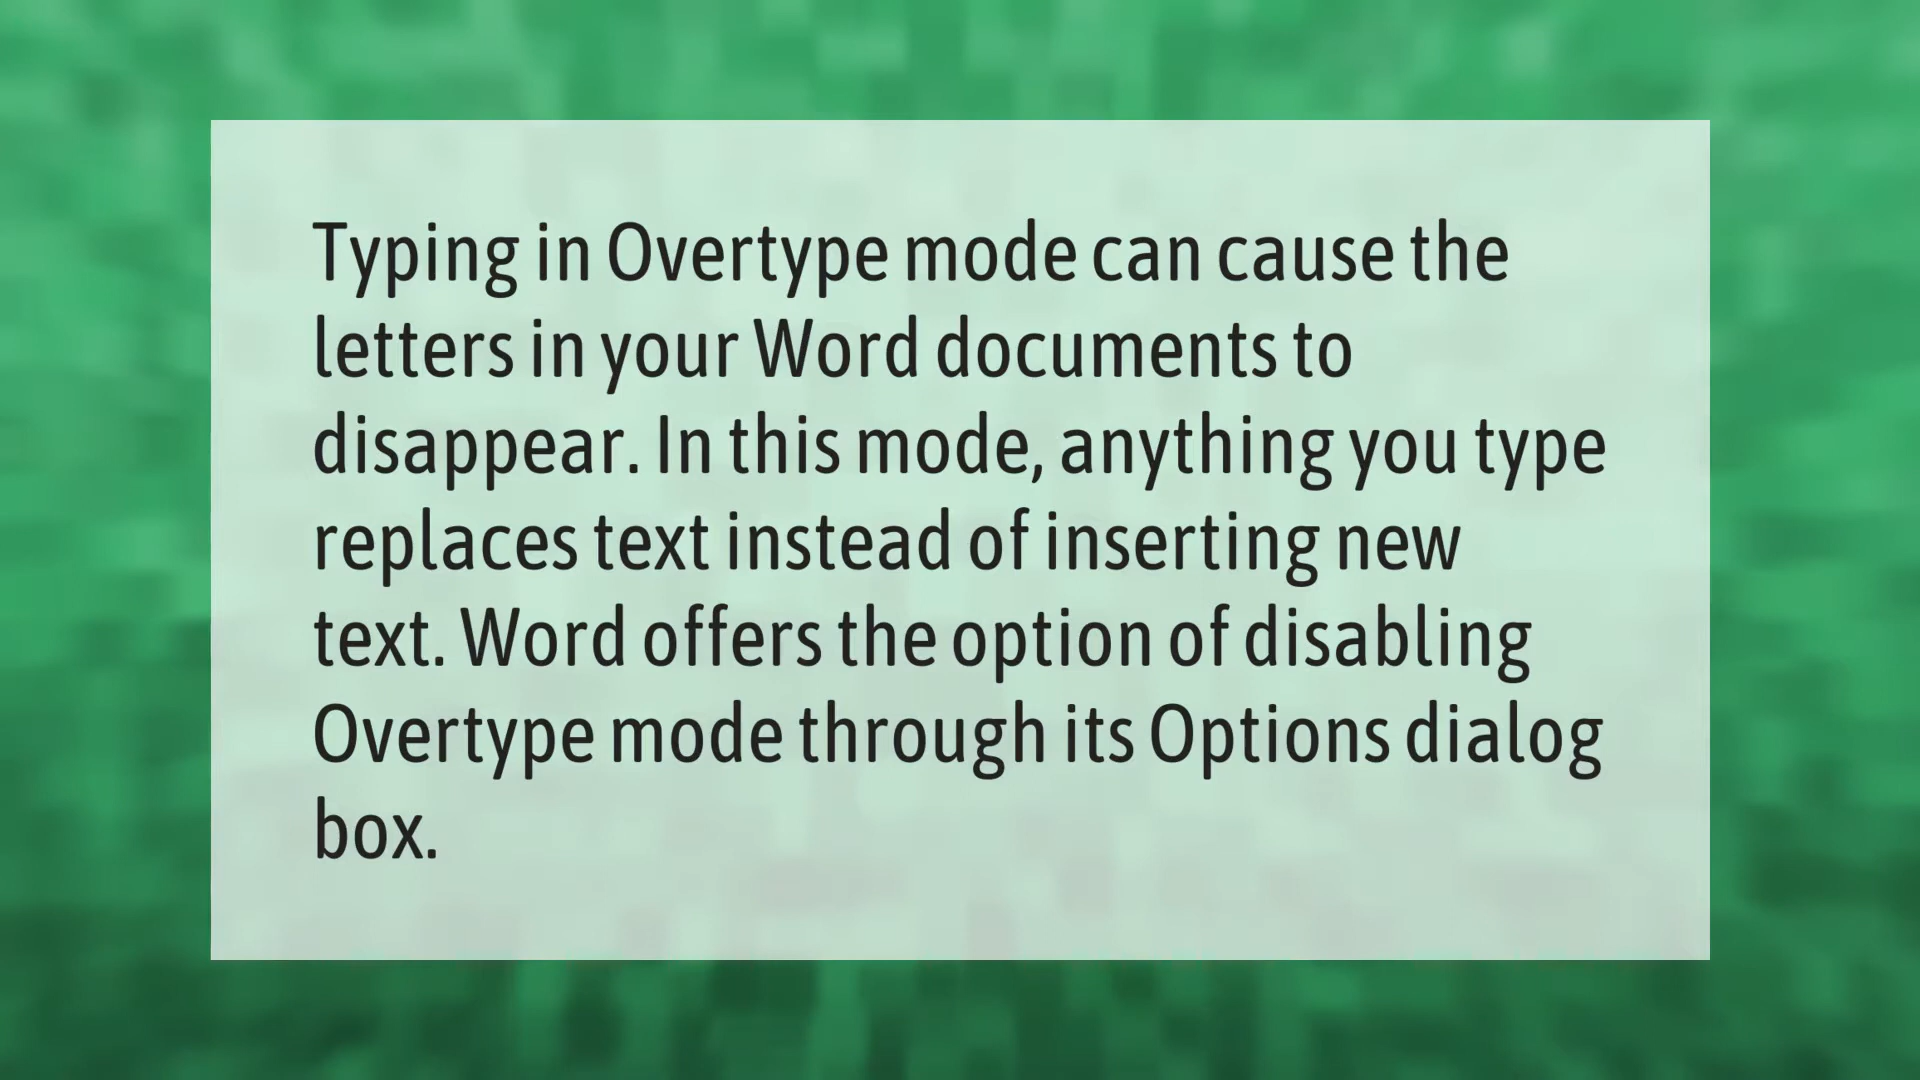 Typing in Overtype mode can cause the
letters in your Word documents to
disappear. In this mode, anything you type
replaces text instead of inserting new
text. Word offers the option of disabling
Overtype mode through its Options dialog
box.